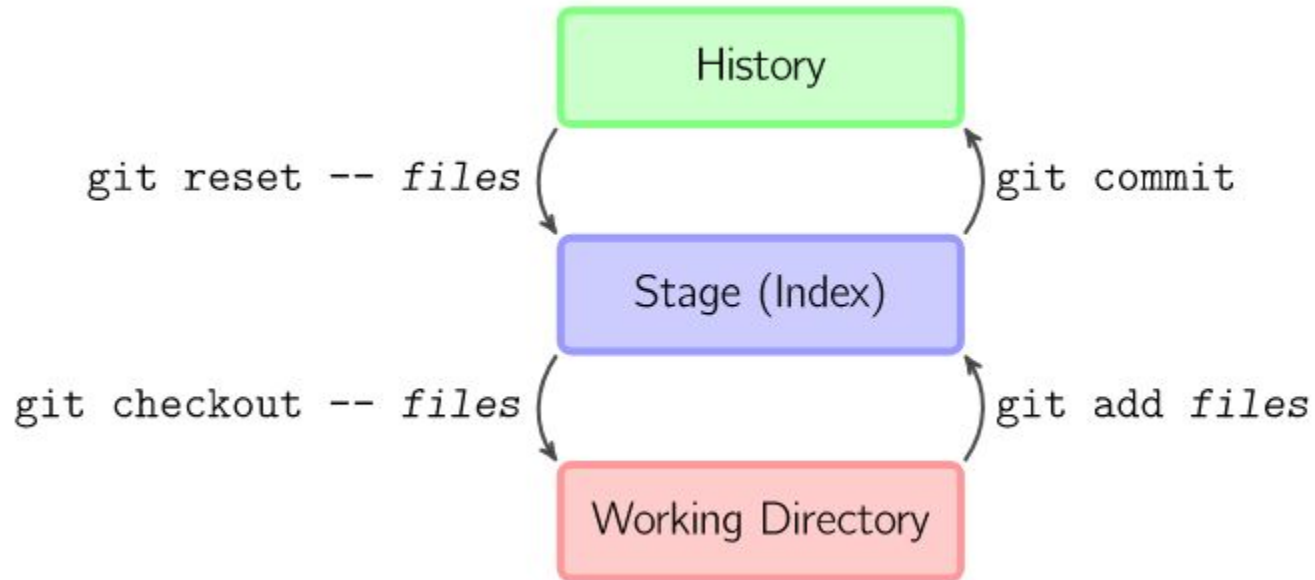 History
git reset -- files
git commit
Stage (Index)
git checkout -- files
git add files
Working Directory